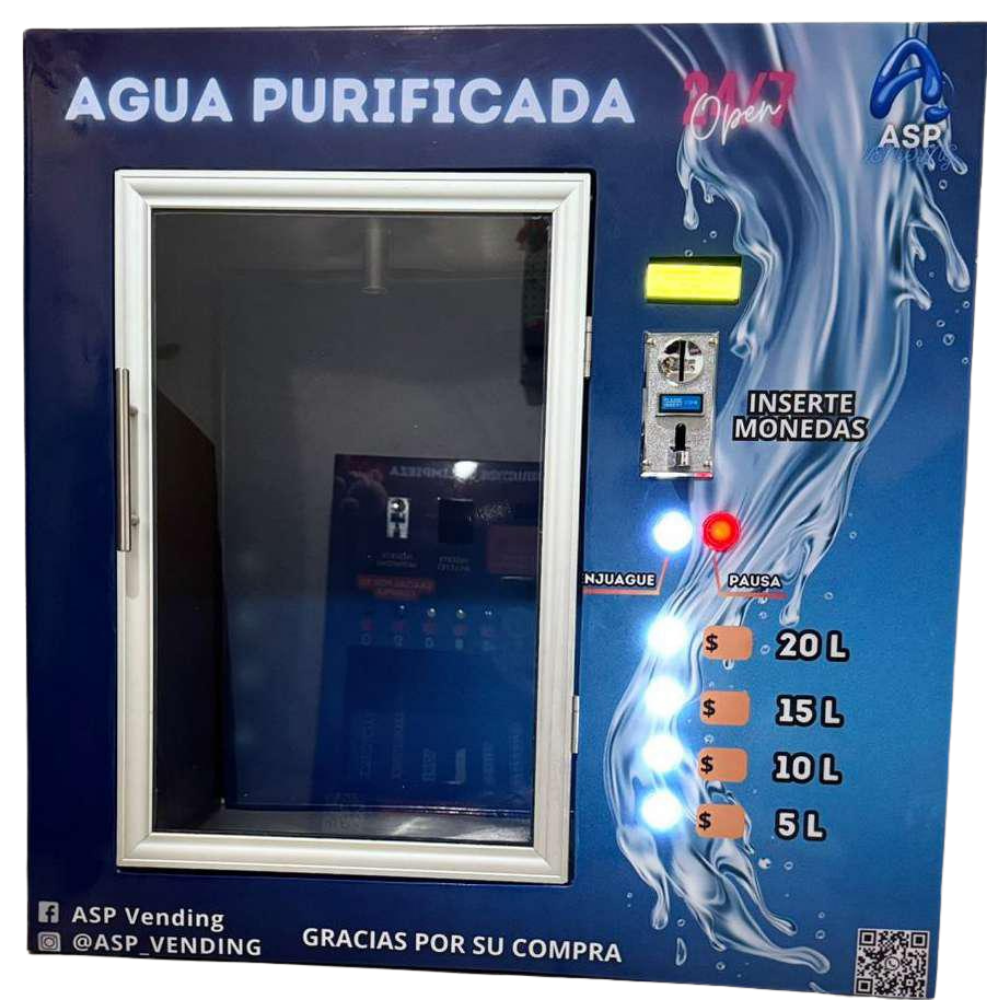 AGUA PURIFICADA
24/7
Open
ASP
INSERTE
MONEDAS
ENJUAGUE
PAUSA
$ 20 L
$ 15 L
$ 10 L
$ 5 L
ASP Vending
@ASP_VENDING
GRACIAS POR SU COMPRA